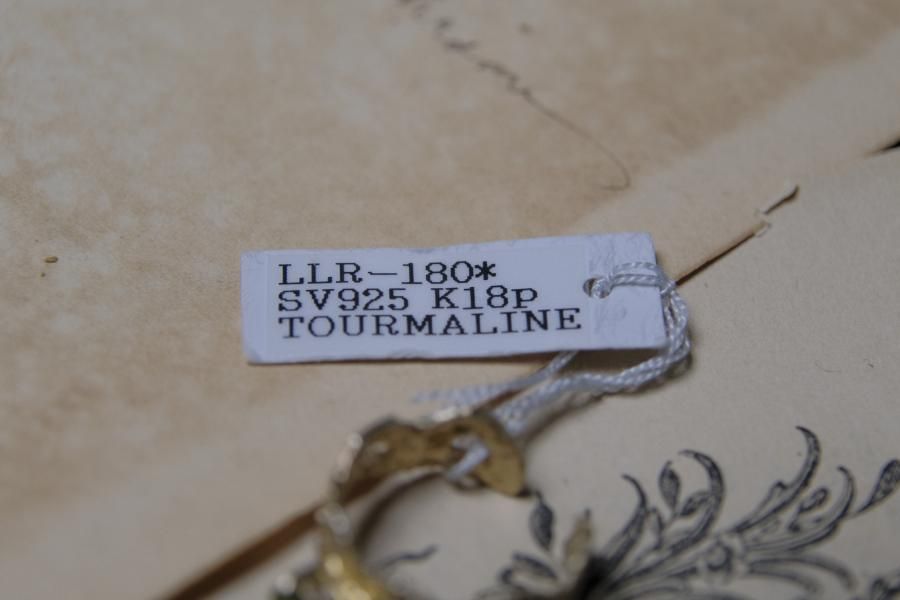 LLR-180*
SV925 K18p
TOURMALINE